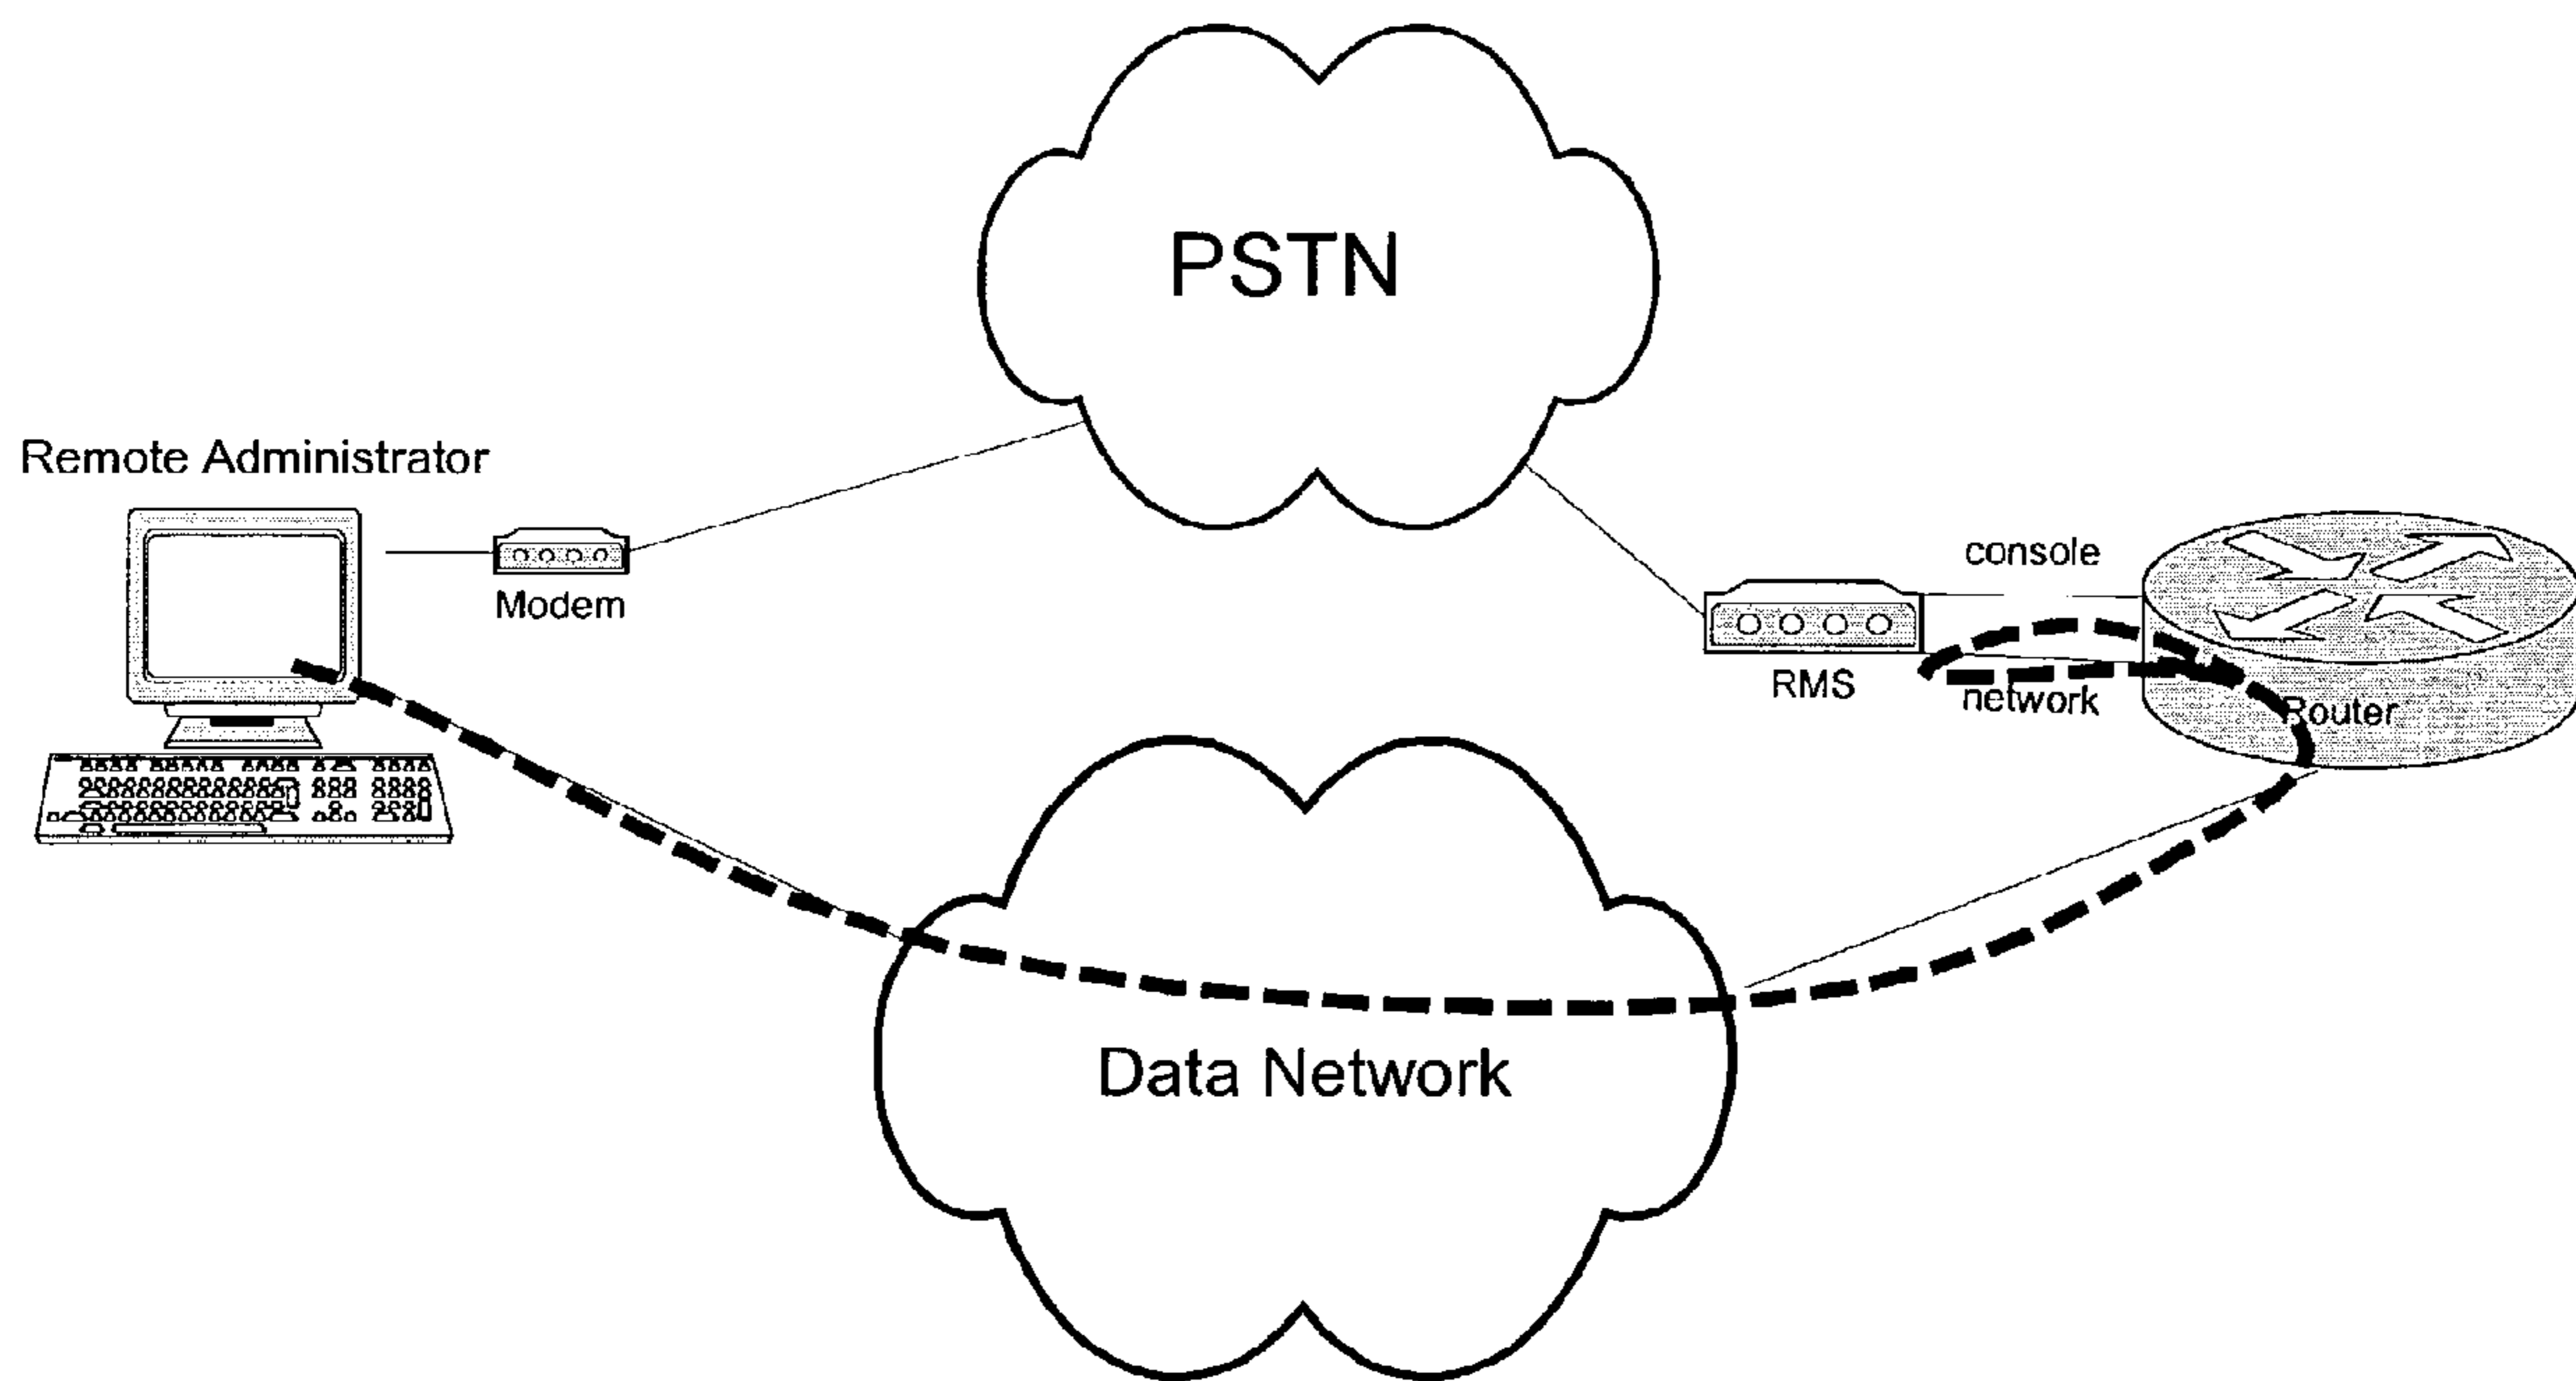 PSTN
Remote Administrator
Modem
console
RMS
network
Router
Data Network